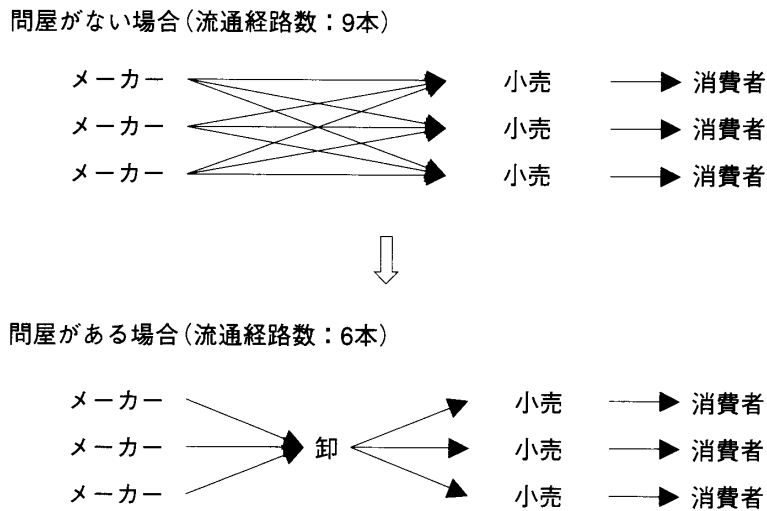 問屋がない場合(流通経路数:9本)
メーカー 小売 消費者
メーカー 小売 消費者
メーカー 小売 消費者
問屋がある場合(流通経路数:6本)
メーカー 小売 消費者
メーカー 卸 小売 消費者
メーカー 小売 消費者